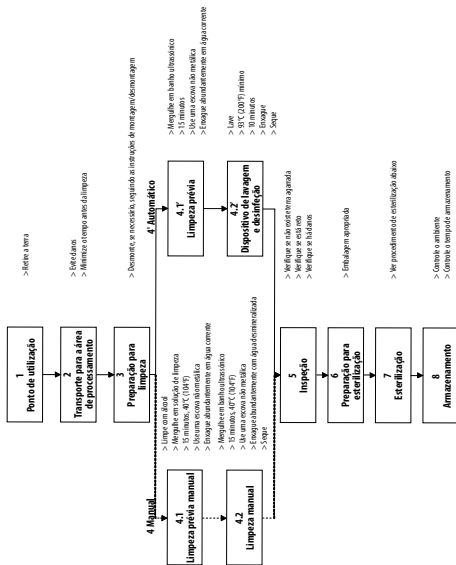 1
Ponto de utilização
> Retire a terra
2
Transporte para a área
de processamento
> Evite danos
> Minimize o tempo antes da limpeza
3
Preparação para
limpeza
> Desmonte, se necessário, seguindo as instruções de montagem/desmontagem
4 Manual
4.1
Limpeza prévia manual
> Limpe com álcool
> Mergulhe em solução de limpeza
> 15 minutos, 40°C (104°F)
> Use uma escova não metálica
> Enxague abundantemente em água corrente
4.2
Limpeza manual
> Mergulhe em banho ultrassónico
> 15 minutos, 40°C (104°F)
> Use uma escova não metálica
> Enxague abundantemente com água desmineralizada
> Seque
4' Automático
4.1'
Limpeza prévia
> Mergulhe em banho ultrassónico
> 15 minutos
> Use uma escova não metálica
> Enxague abundantemente em água corrente
4.2'
Dispositivo de lavagem
e desinfeção
> Lave
> 93°C (200°F) mínimo
> 10 minutos
> Enxague
> Seque
5
Inspeção
> Verifique se não existe terra agarrada
> Verifique se está reto
> Verifique se há danos
6
Preparação para
esterilização
> Embalagem apropriada
7
Esterilização
> Ver procedimento de esterilização abaixo
8
Armazenamento
> Controle o ambiente
> Controle o tempo de armazenamento